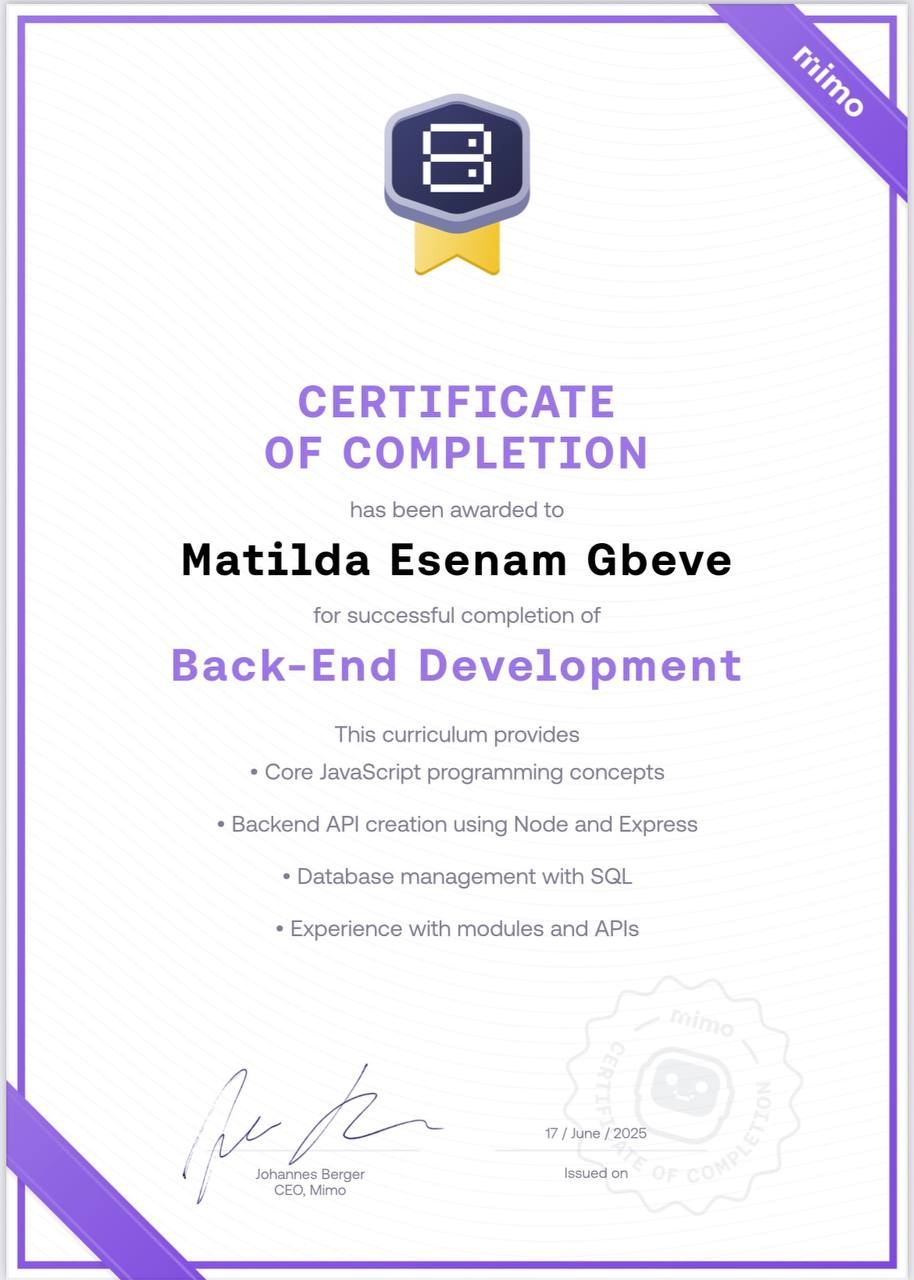 mimo
CERTIFICATE
OF COMPLETION
has been awarded to
Matilda Esenam Gbeve
for successful completion of
Back-End Development
This curriculum provides
• Core JavaScript programming concepts
• Backend API creation using Node and Express
• Database management with SQL
• Experience with modules and APIs
mimo
CERTIFICATE OF COMPLETION
17 / June / 2025
Issued on
Johannes Berger
CEO, Mimo